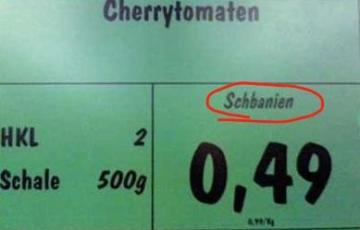 Cherrytomaten
Schbanien
HKL 2
Schale 500g
0,49